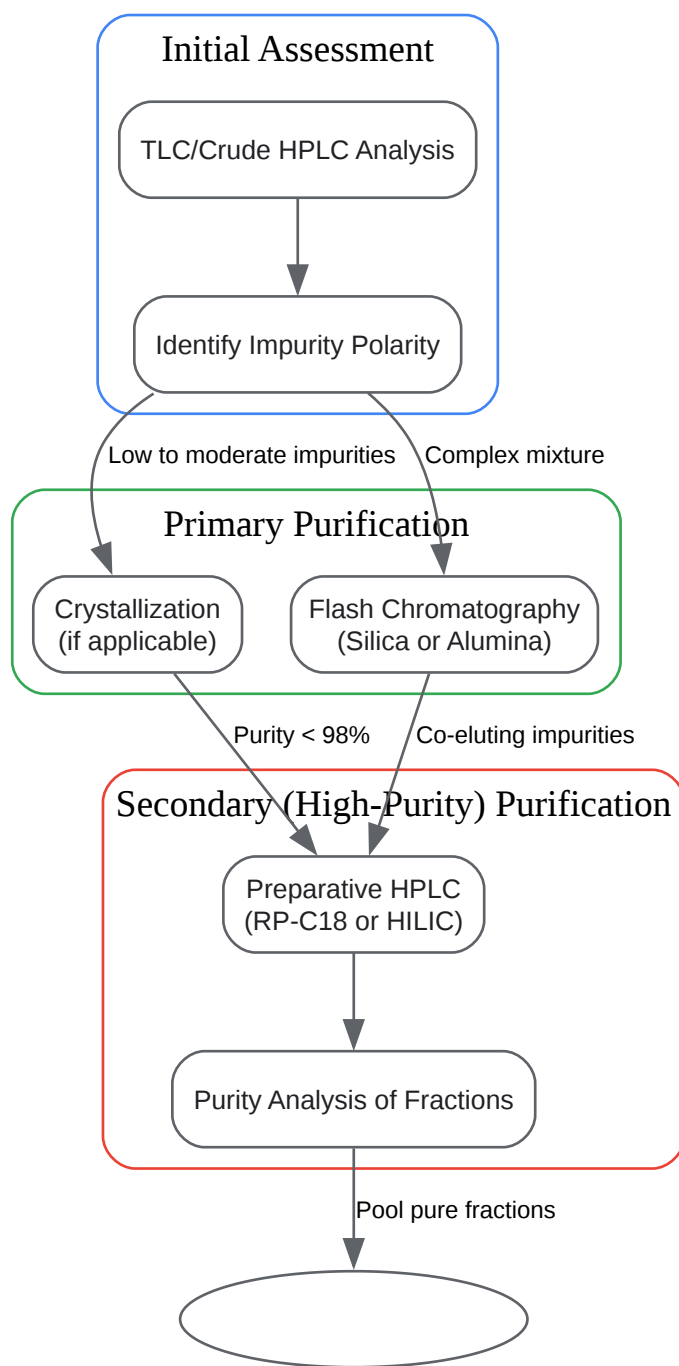 Initial Assessment
TLC/Crude HPLC Analysis
Identify Impurity Polarity
Low to moderate impurities
Complex mixture
Primary Purification
Crystallization
(if applicable)
Flash Chromatography
(Silica or Alumina)
Purity < 98%
Co-eluting impurities
Secondary (High-Purity) Purification
Preparative HPLC
(RP-C18 or HILIC)
Purity Analysis of Fractions
Pool pure fractions